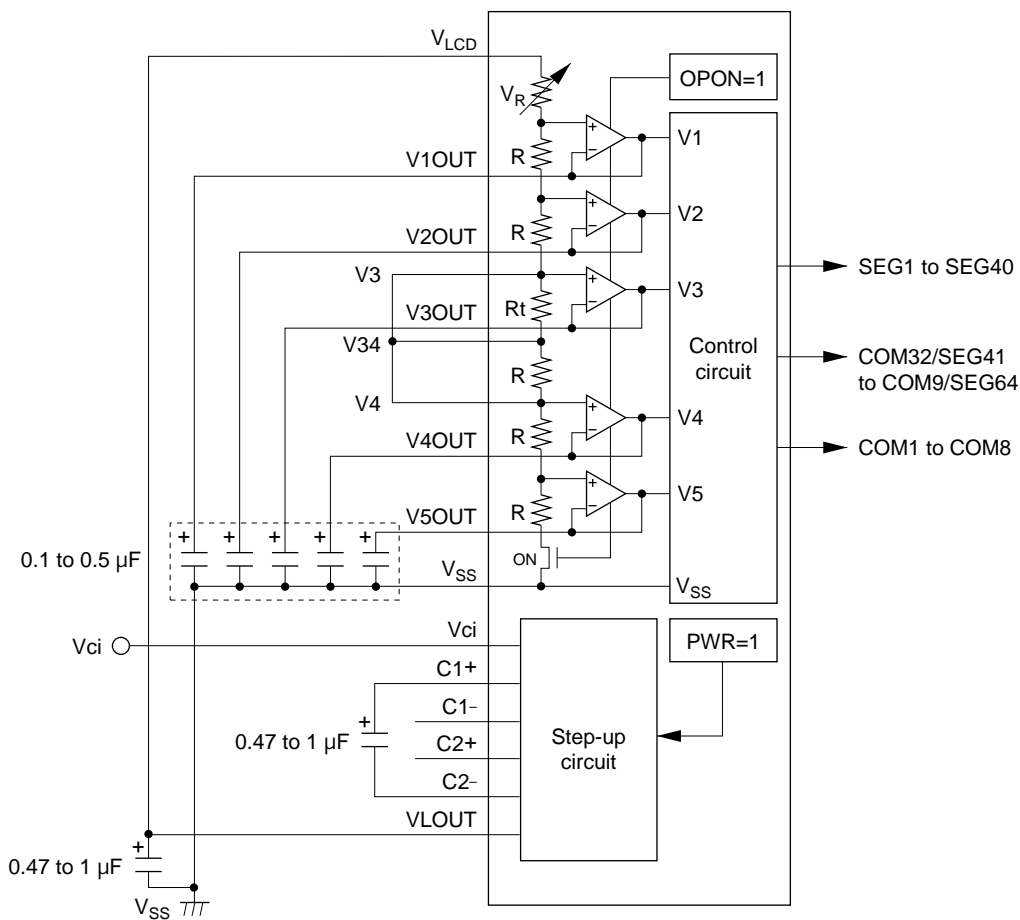 VLCD
OPON=1
VR
+
−
V1
R
V1OUT
+
−
V2
R
V2OUT
V3
+
−
V3
Rt
V3OUT
V34
R
V4
+
−
V4
R
V4OUT
+
−
V5
R
V5OUT
ON
Control
circuit
SEG1 to SEG40
COM32/SEG41
to COM9/SEG64
COM1 to COM8
+ + + + +
0.1 to 0.5 µF
VSS
VSS
Vci
Vci
PWR=1
C1+
C1−
C2+
C2−
+
0.47 to 1 µF
Step-up
circuit
VLOUT
+
0.47 to 1 µF
VSS